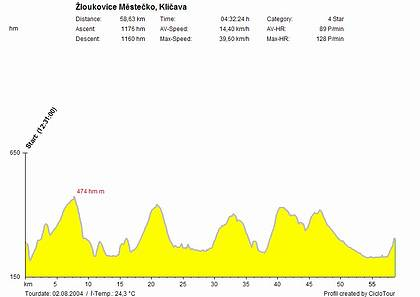 Žloukovice Městečko, Klíčava
Distance: 58,63 km Time: 04:32:24 h Category: 4 Star
hm Ascent 1176 hm AV-Speed: 14,40 km/h AV-HR: 89 P/min
Descent: 1160 hm Max-Speed: 39,60 km/h Max-HR: 128 P/min
Start: (12:31:00)
650
474 hm m
150
km 5 10 15 20 25 30 35 40 45 50 55
Tourdate: 02.08.2004 / f-Temp.: 24,3 °C Profil created by CicloTour